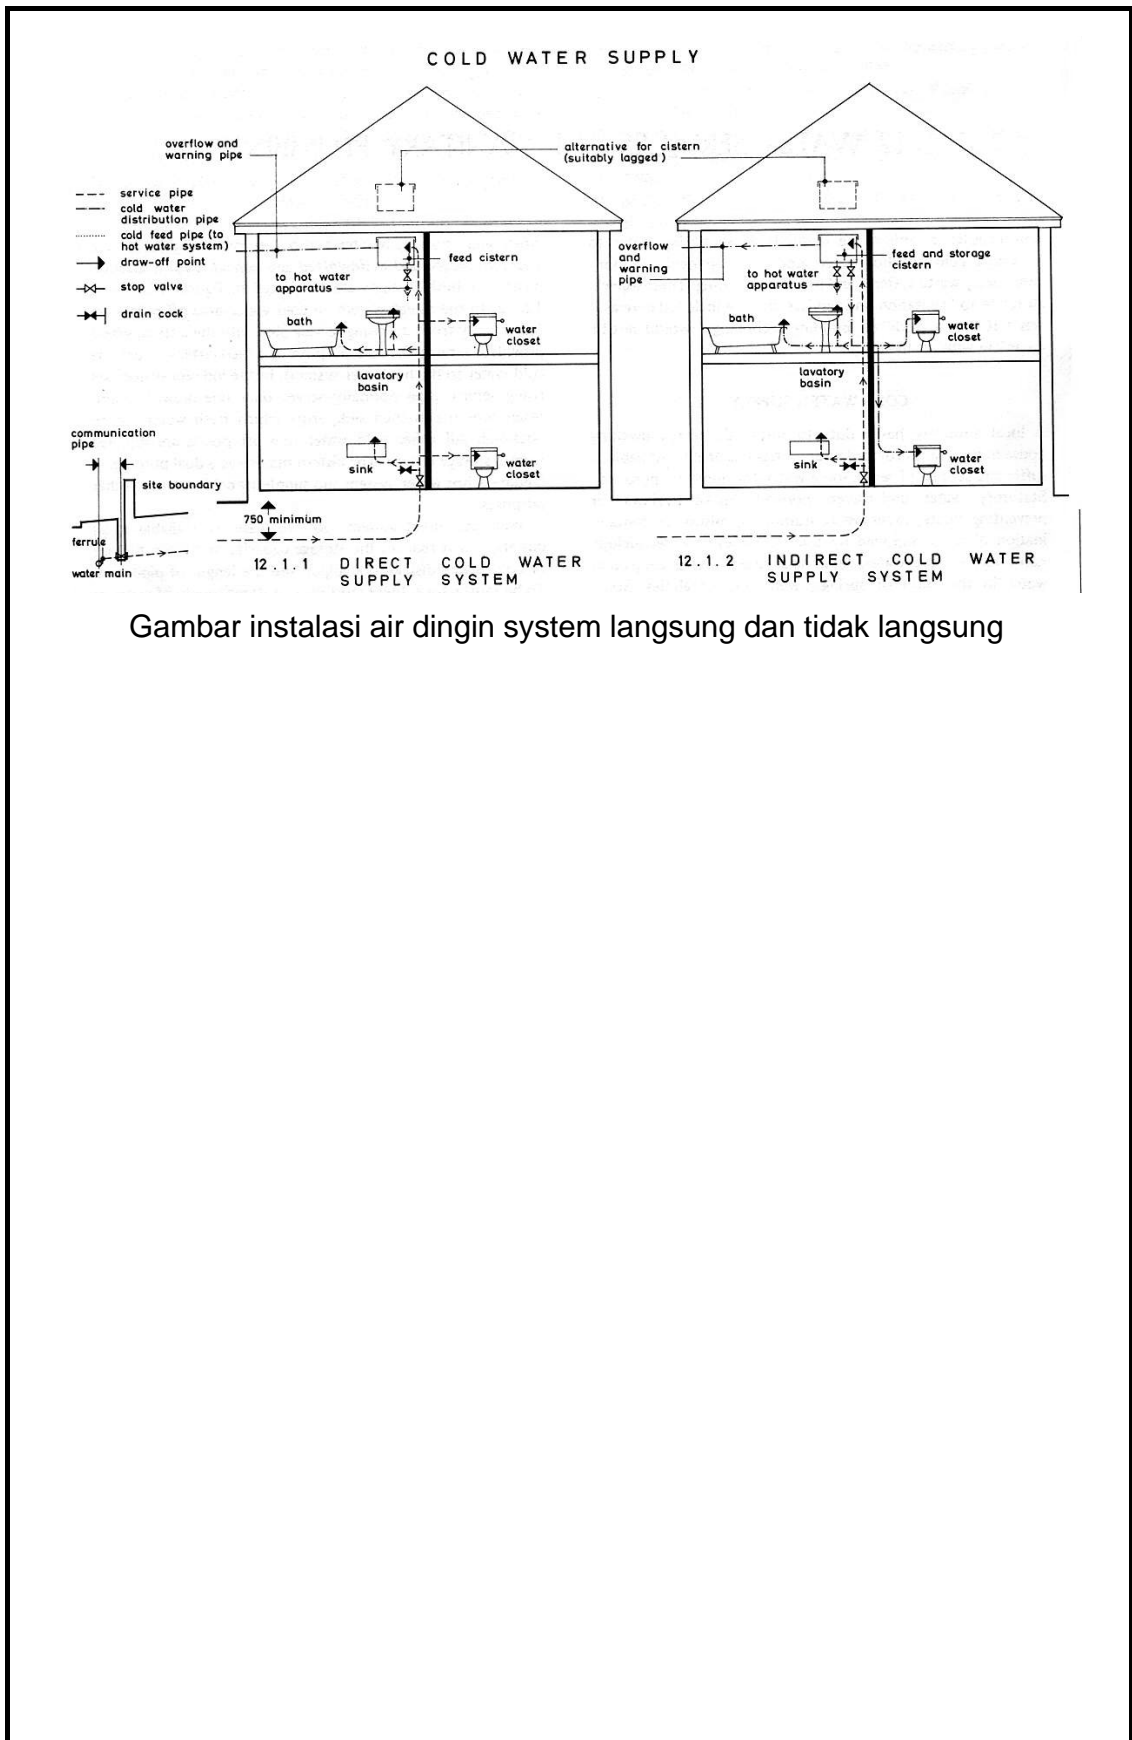 COLD WATER SUPPLY
overflow and
warning pipe
alternative for cistern
(suitably lagged)
service pipe
cold water
distribution pipe
cold feed pipe (to
hot water system)
draw-off point
stop valve
drain cock
feed cistern
to hot water
apparatus
bath
water
closet
lavatory
basin
sink
water
closet
communication
pipe
site boundary
ferrule
water main
750 minimum
12.1.1 DIRECT COLD WATER
SUPPLY SYSTEM
overflow
and
warning
pipe
feed and storage
cistern
to hot water
apparatus
bath
water
closet
lavatory
basin
sink
water
closet
12.1.2 INDIRECT COLD WATER
SUPPLY SYSTEM
Gambar instalasi air dingin system langsung dan tidak langsung